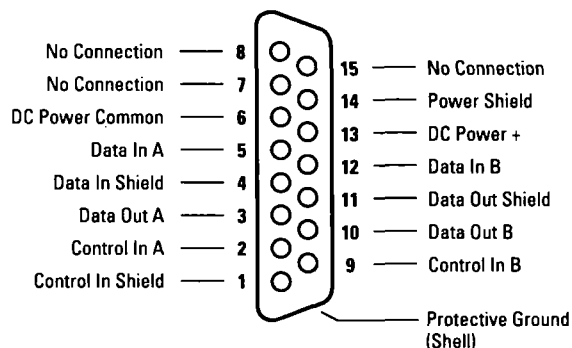 No Connection 8
No Connection 7
DC Power Common 6
Data In A 5
Data In Shield 4
Data Out A 3
Control In A 2
Control In Shield 1
15 No Connection
14 Power Shield
13 DC Power +
12 Data In B
11 Data Out Shield
10 Data Out B
9 Control In B
Protective Ground
(Shell)